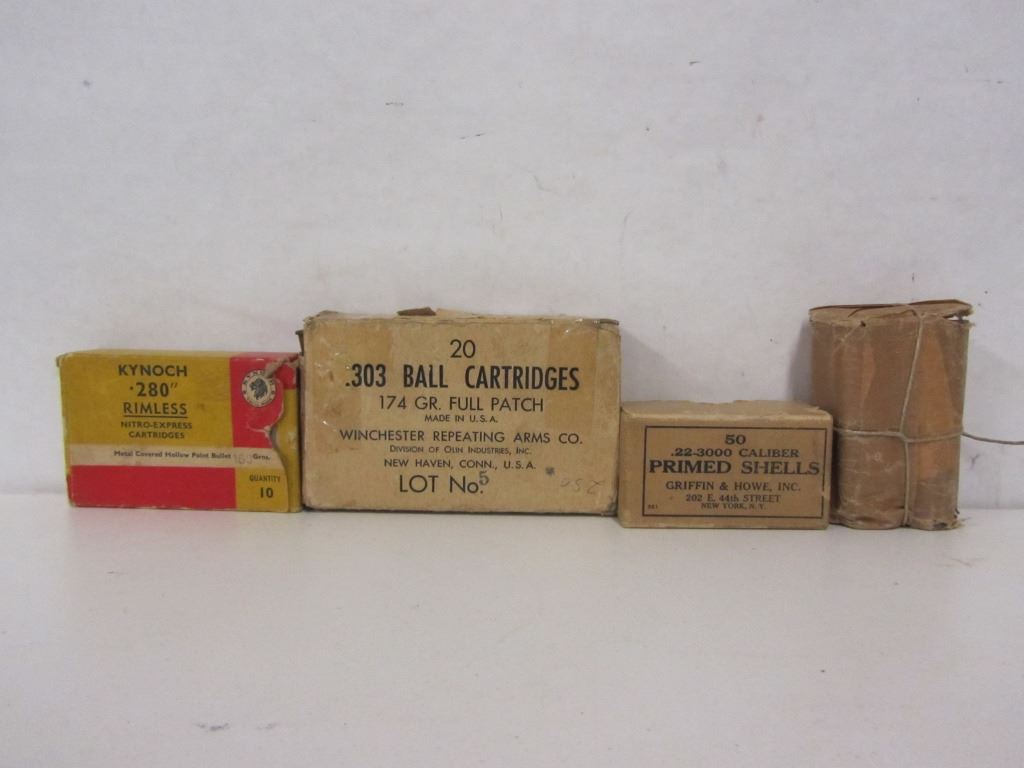 KYNOCH
·280"
RIMLESS
NITRO-EXPRESS
CARTRIDGES
Metal Covered Hollow Point Bullet Grns.
QUANTITY
10
KYNOCH
20
.303 BALL CARTRIDGES
174 GR. FULL PATCH
MADE IN U.S.A.
WINCHESTER REPEATING ARMS CO.
DIVISION OF OLIN INDUSTRIES, INC.
NEW HAVEN, CONN., U.S.A.
LOT No. 5
50
.22-3000 CALIBER
PRIMED SHELLS
GRIFFIN & HOWE, INC.
202 E. 44th STREET
NEW YORK, N. Y.